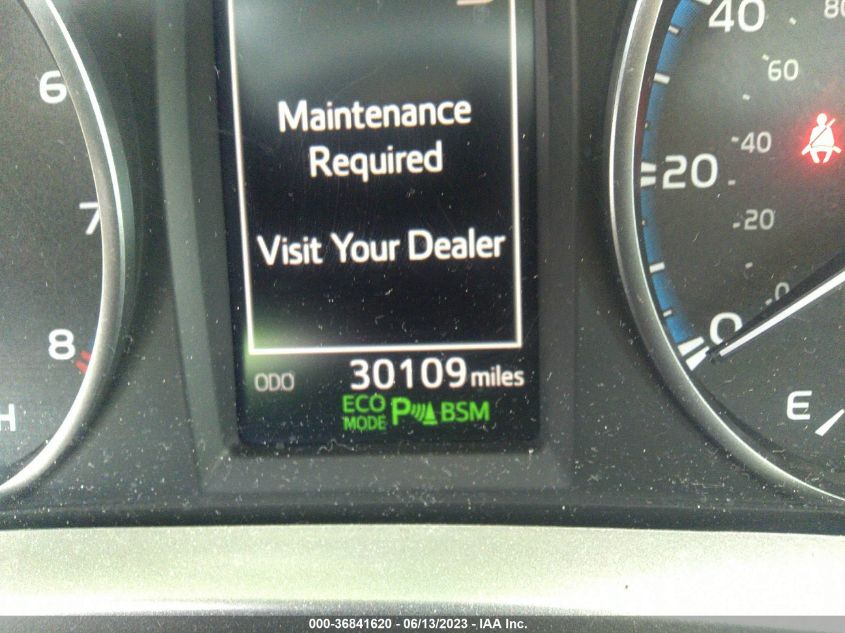 Maintenance
Required
Visit Your Dealer
ODO 30109 miles
ECO
MODE
P BSM
6
7
8
H
40
20
0
80
60
40
20
0
E
000-36841620 - 06/13/2023 - IAA Inc.